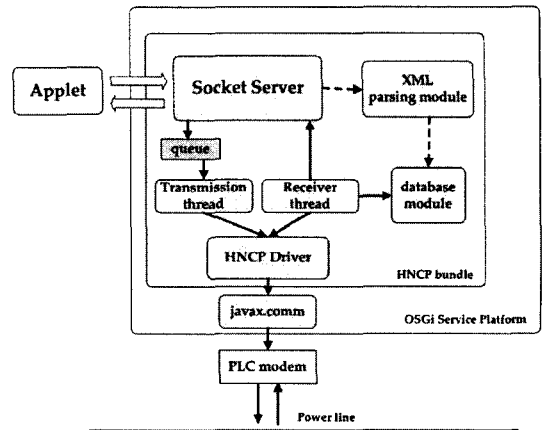 Applet
Socket Server
XML
parsing module
queue
Transmission
thread
Receiver
thread
database
module
HNCP Driver
HNCP bundle
javax.comm
OSGi Service Platform
PLC modem
Power line